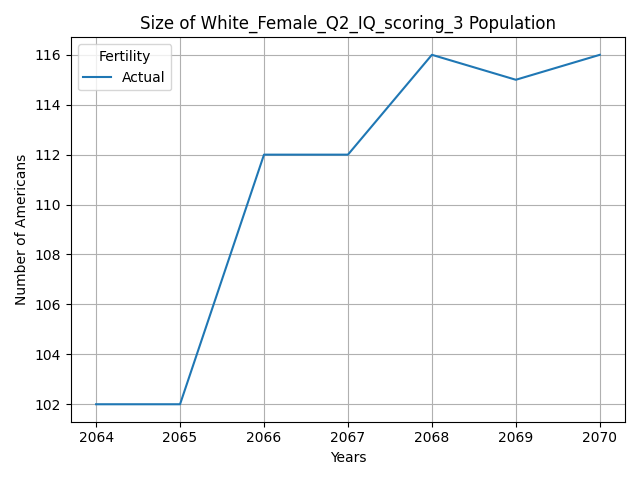 Size of White_Female_Q2_IQ_scoring_3 Population
Fertility
Actual
116
114
112
110
108
106
104
102
Number of Americans
2064 2065 2066 2067 2068 2069 2070
Years